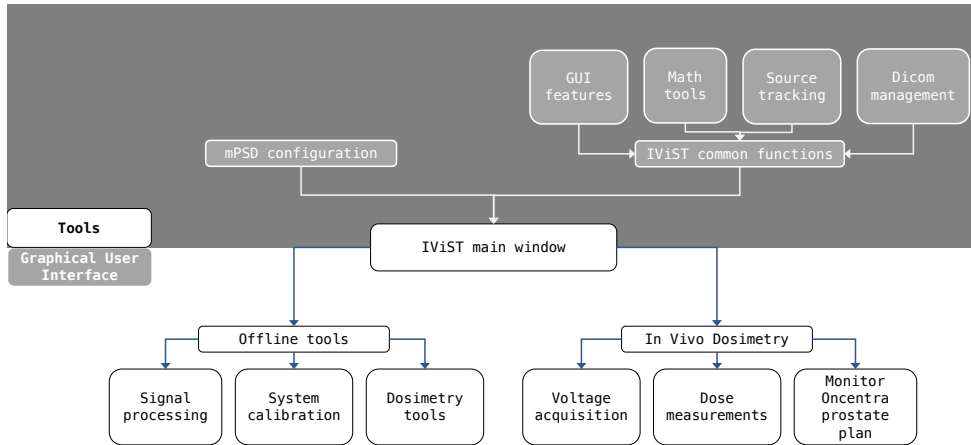 GUI
features
Math
tools
Source
tracking
Dicom
management
mPSD configuration
IViST common functions
Tools
Graphical User
Interface
IViST main window
Offline tools
In Vivo Dosimetry
Signal
processing
System
calibration
Dosimetry
tools
Voltage
acquisition
Dose
measurements
Monitor
Oncentra
prostate
plan